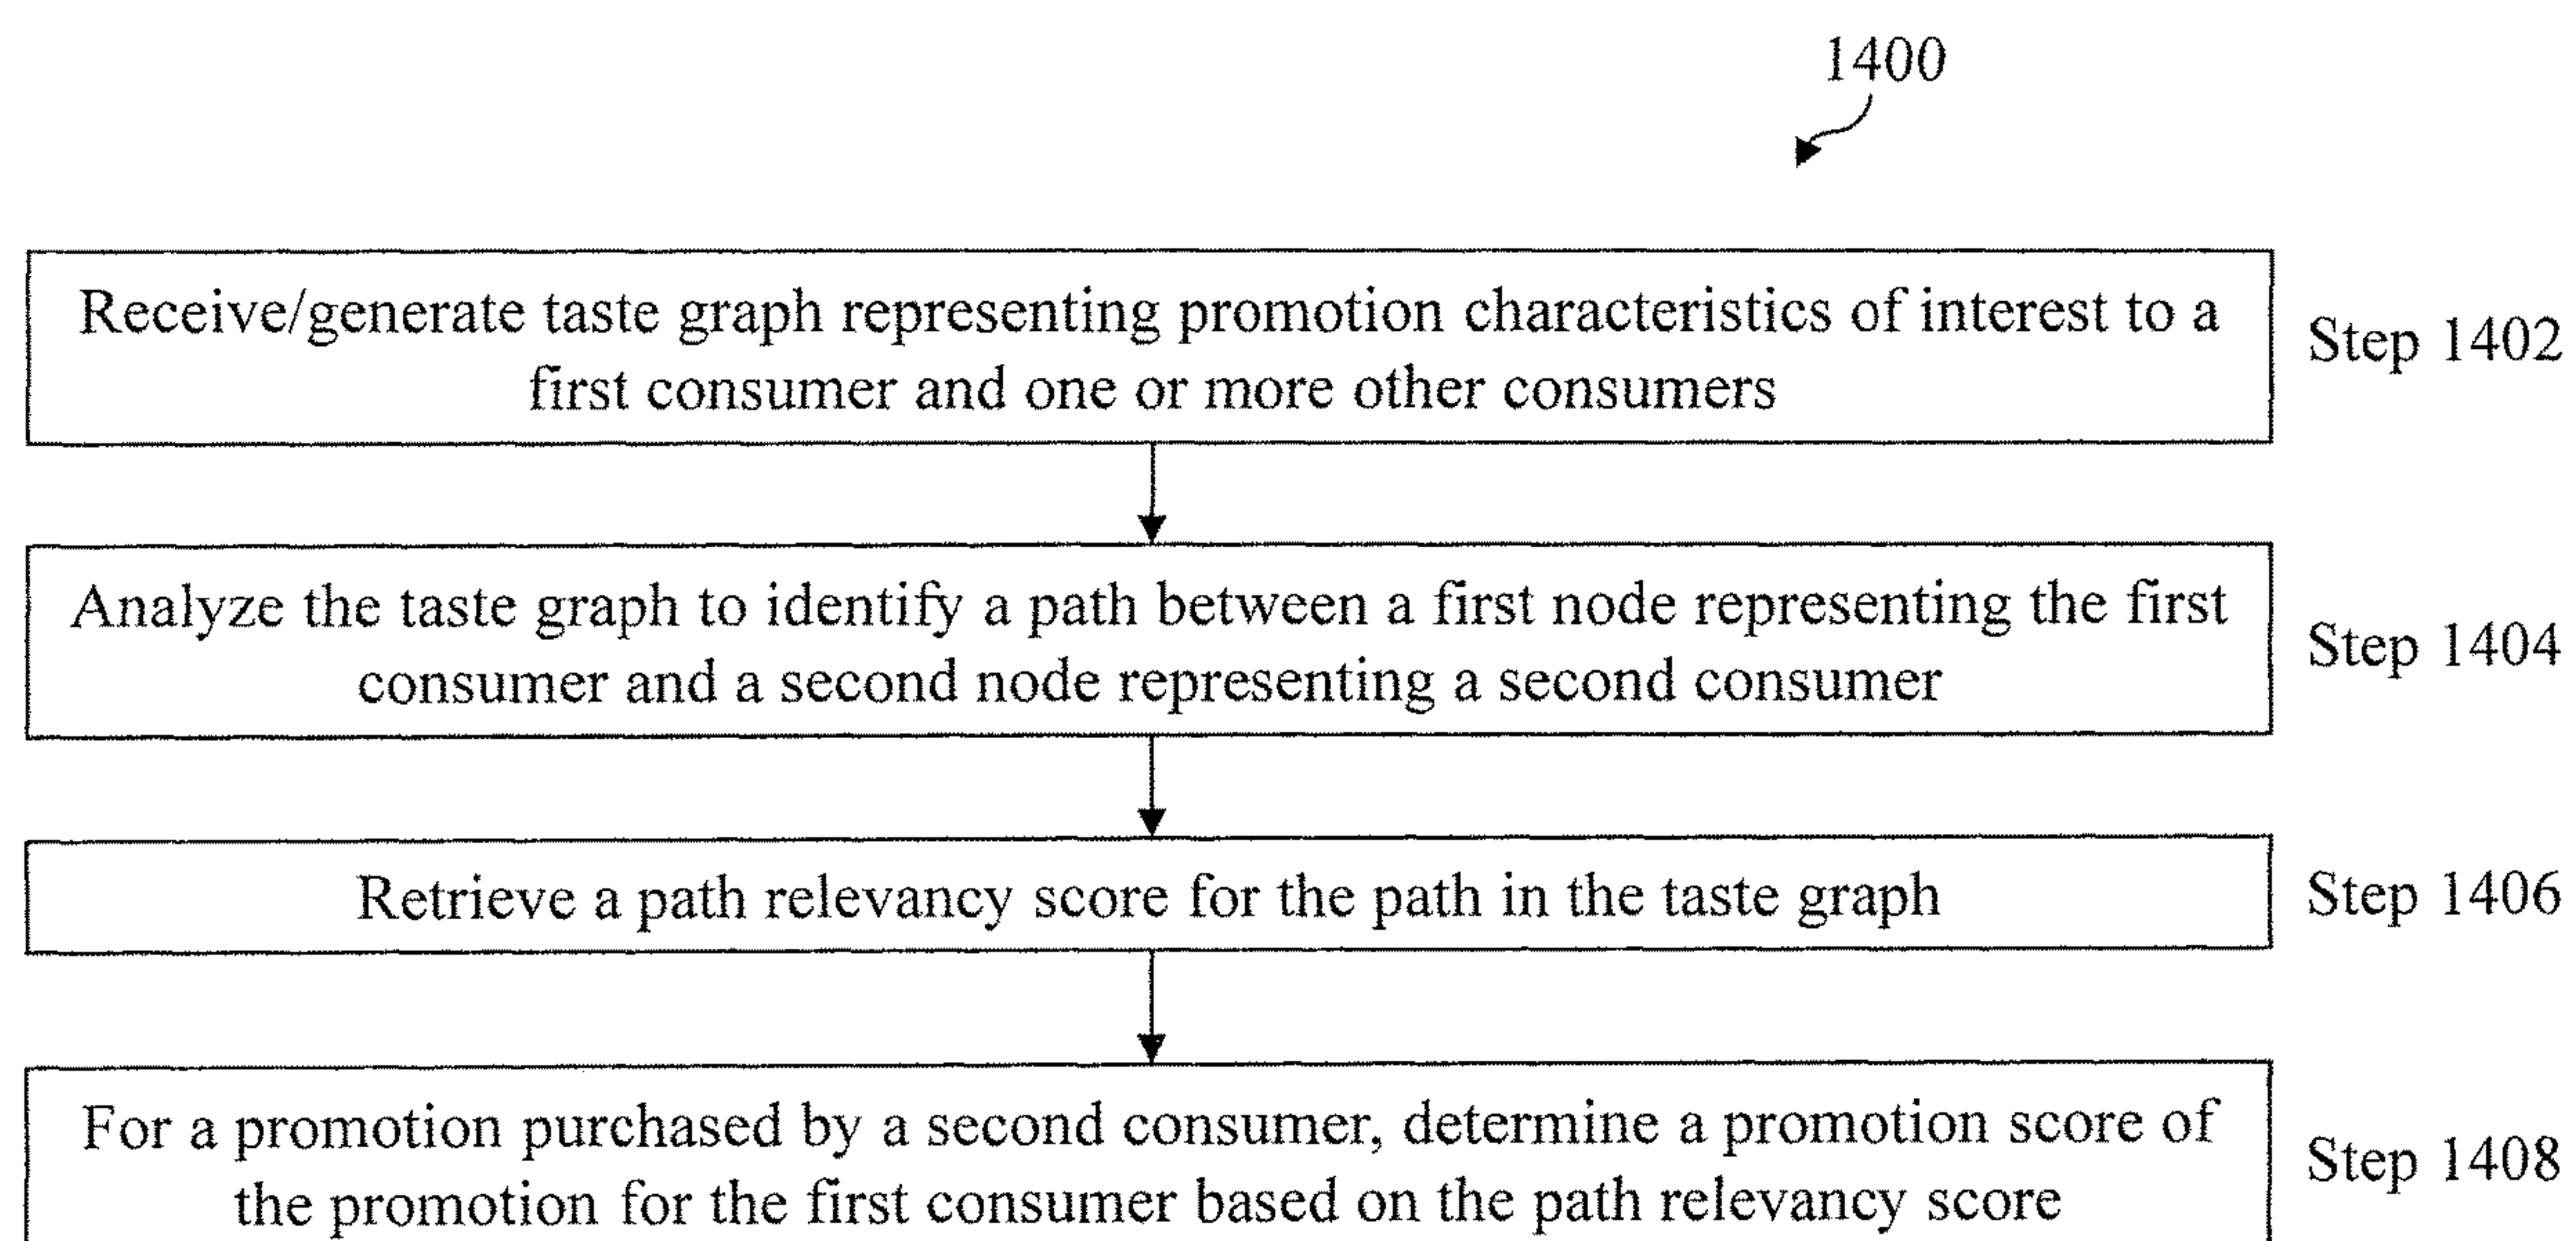 1400
Receive/generate taste graph representing promotion characteristics of interest to a
first consumer and one or more other consumers
Step 1402
Analyze the taste graph to identify a path between a first node representing the first
consumer and a second node representing a second consumer
Step 1404
Retrieve a path relevancy score for the path in the taste graph
Step 1406
For a promotion purchased by a second consumer, determine a promotion score of
the promotion for the first consumer based on the path relevancy score
Step 1408